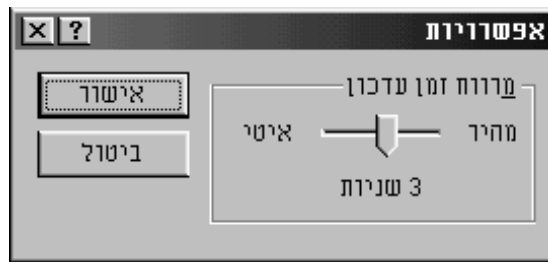 אפשרויות
מרווח זמן עדכון
מהיר
איטי
3 שניות
אישור
ביטול